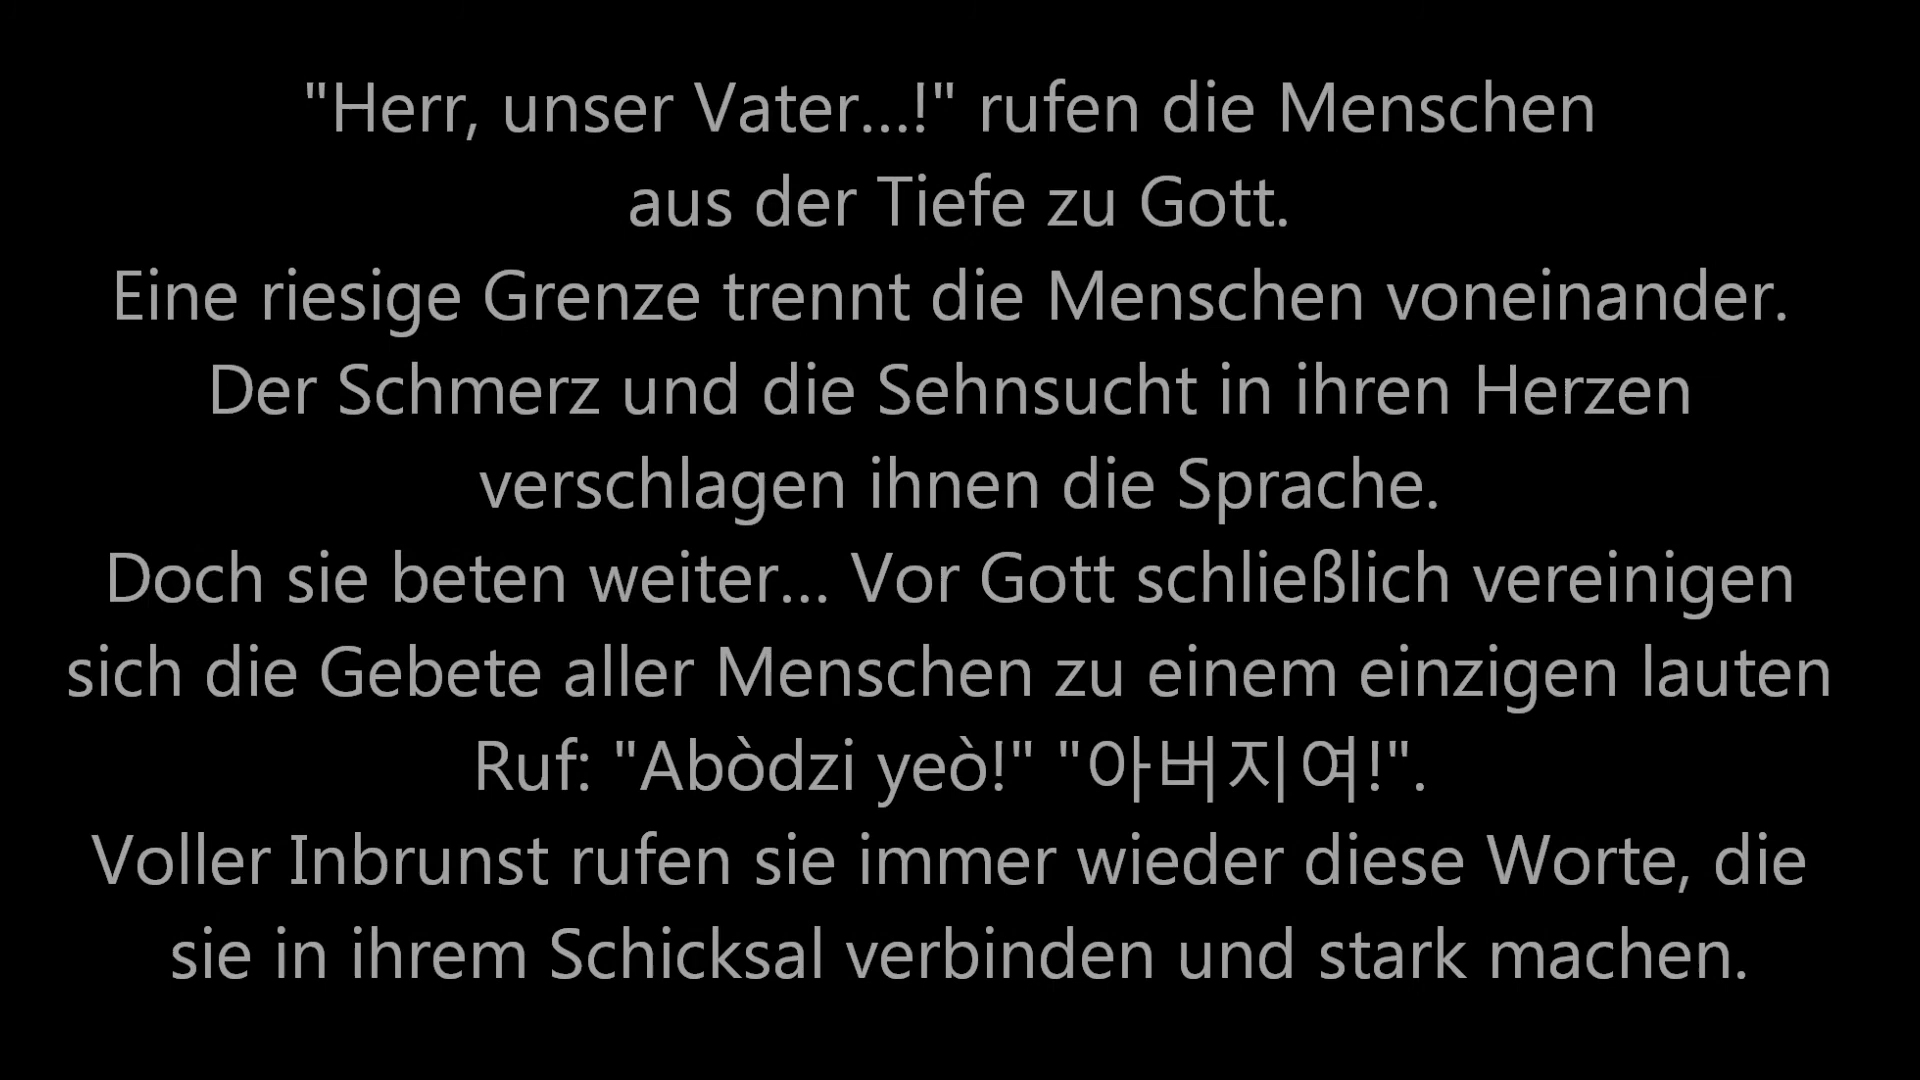 "Herr, unser Vater...!" rufen die Menschen
aus der Tiefe zu Gott.
Eine riesige Grenze trennt die Menschen voneinander.
Der Schmerz und die Sehnsucht in ihren Herzen
verschlagen ihnen die Sprache.
Doch sie beten weiter... Vor Gott schließlich vereinigen
sich die Gebete aller Menschen zu einem einzigen lauten
Ruf: "Abòdzi yeò!" "아버지여!".
Voller Inbrunst rufen sie immer wieder diese Worte, die
sie in ihrem Schicksal verbinden und stark machen.